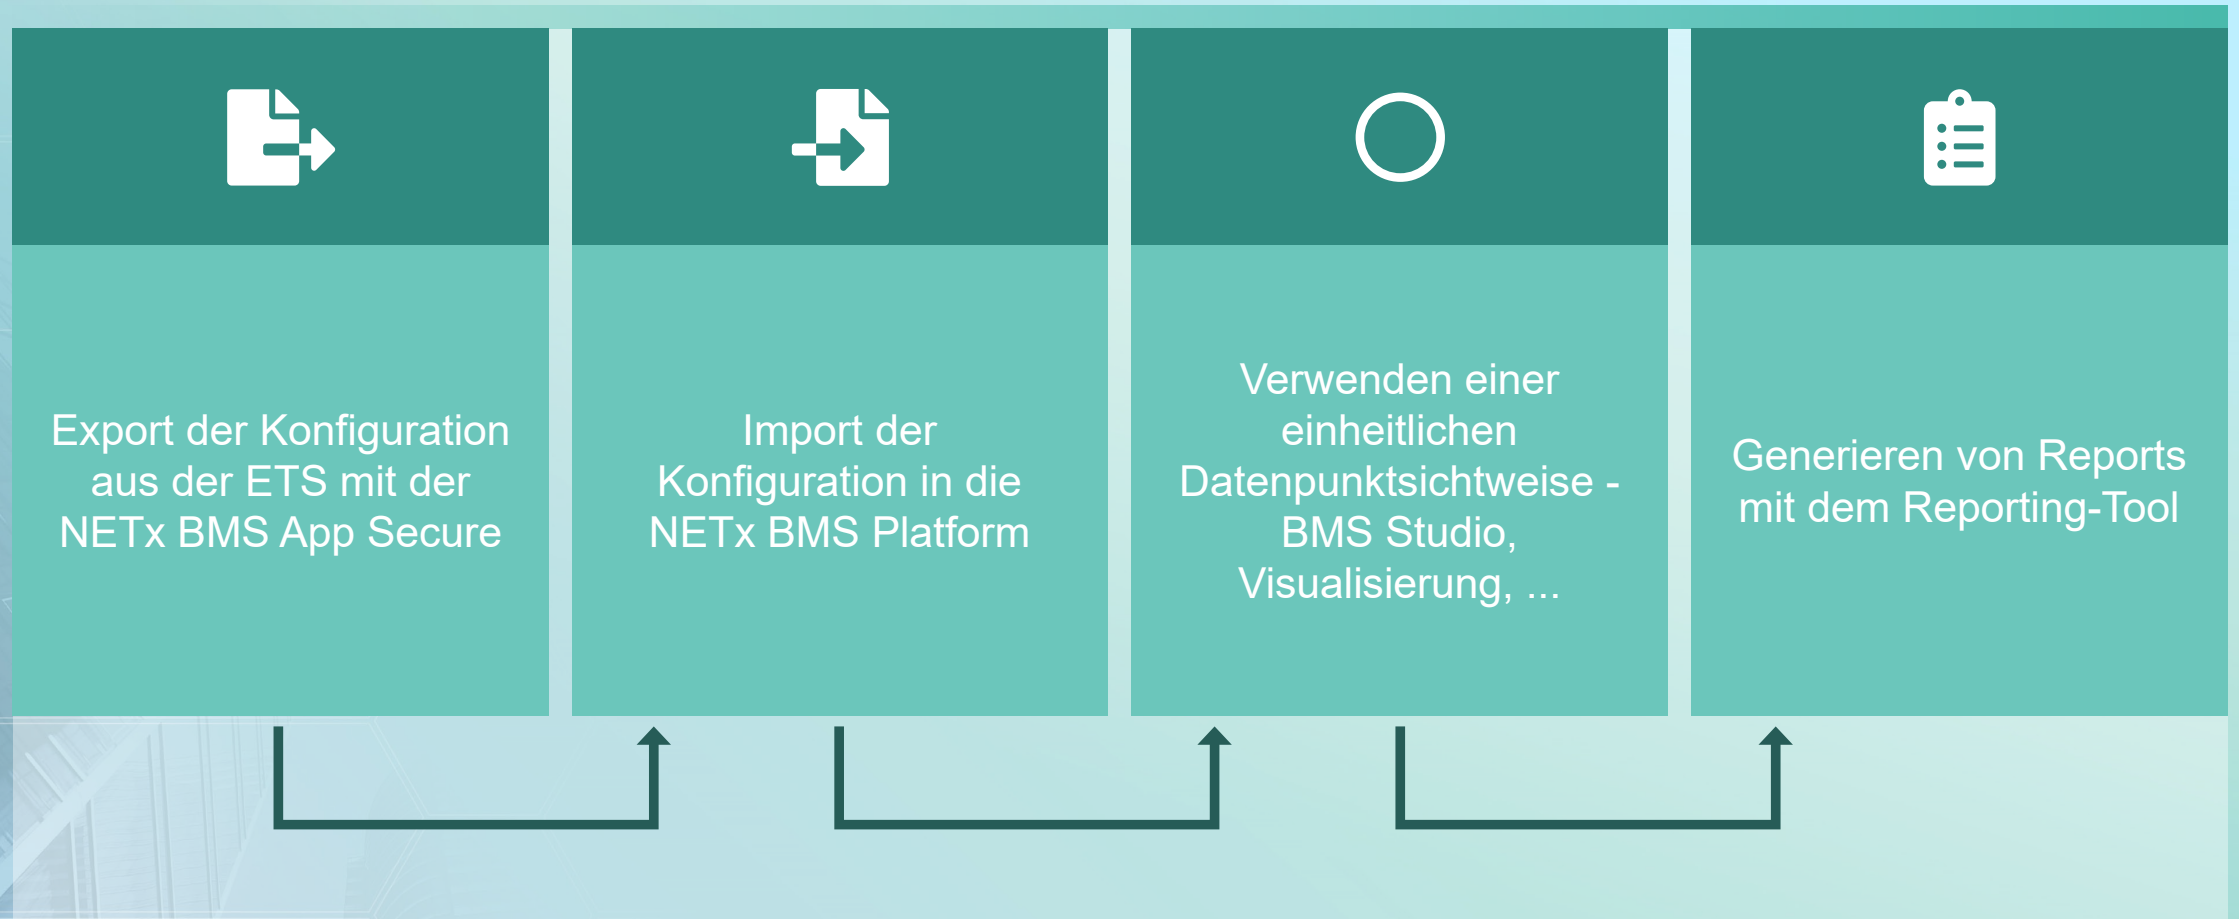 Export der Konfiguration
aus der ETS mit der
NETx BMS App Secure
Import der
Konfiguration in die
NETx BMS Platform
Verwenden einer
einheitlichen
Datenpunktsichtweise -
BMS Studio,
Visualisierung, ...
Generieren von Reports
mit dem Reporting-Tool